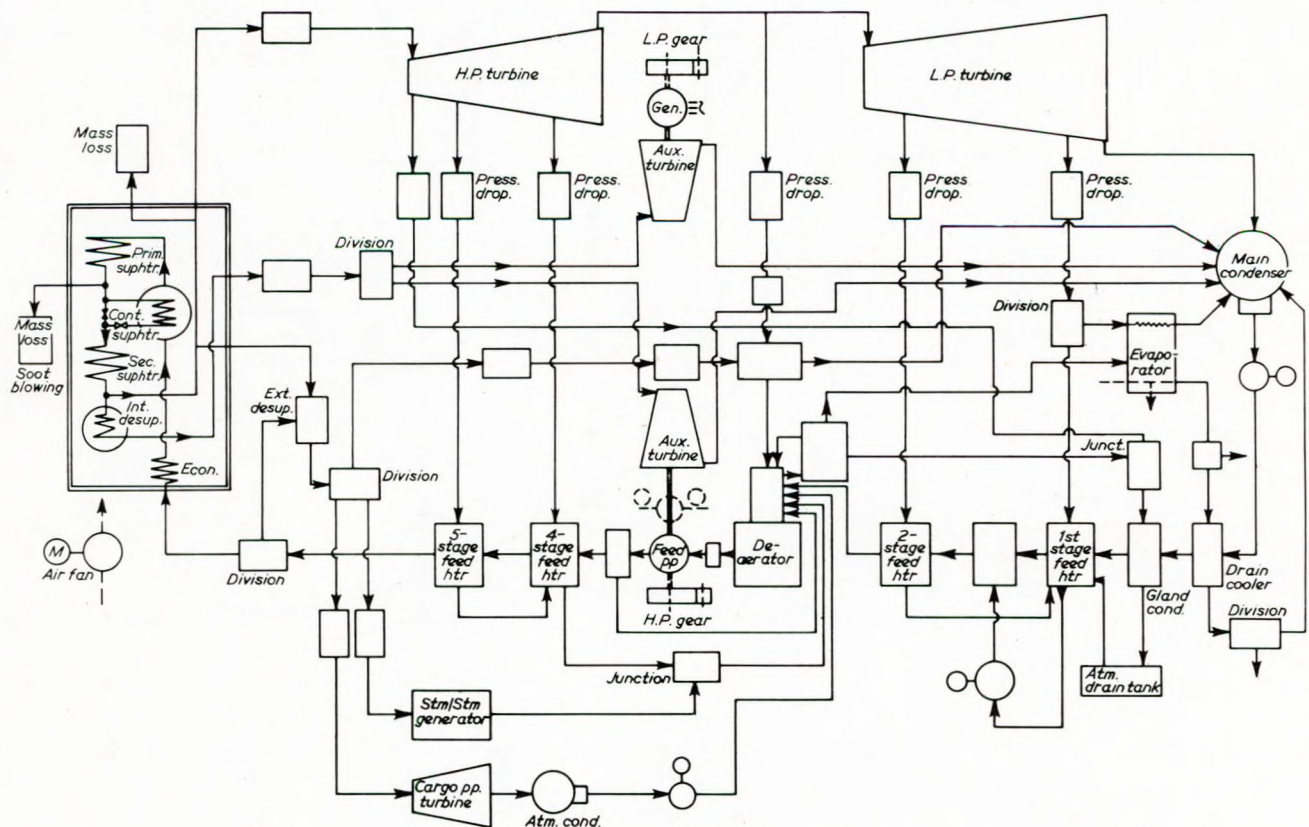 L.P. gear
H.P. turbine
L.P. turbine
Gen.
Mass
loss
Aux.
turbine
Press.
drop.
Press.
drop.
Press.
drop.
Press.
drop.
Press.
drop.
Prim.
suphtr.
Division
Main
condenser
Cont.
suphtr.
Mass
loss
Soot
blowing
Division
Sec.
suphtr.
Evapo-
rator
Ext.
desup.
Int.
desup.
Aux.
turbine
Junct.
Econ.
Division
M
Air fan
5-
stage
feed
htr
4-
stage
feed
htr
Feed
pp
De-
aerator
2-
stage
feed
htr
1st
stage
feed
htr
Drain
cooler
Division
Gland
cond.
Division
H.P. gear
Junction
Atm.
drain tank
Stm/Stm
generator
Cargo pp.
turbine
Atm. cond.